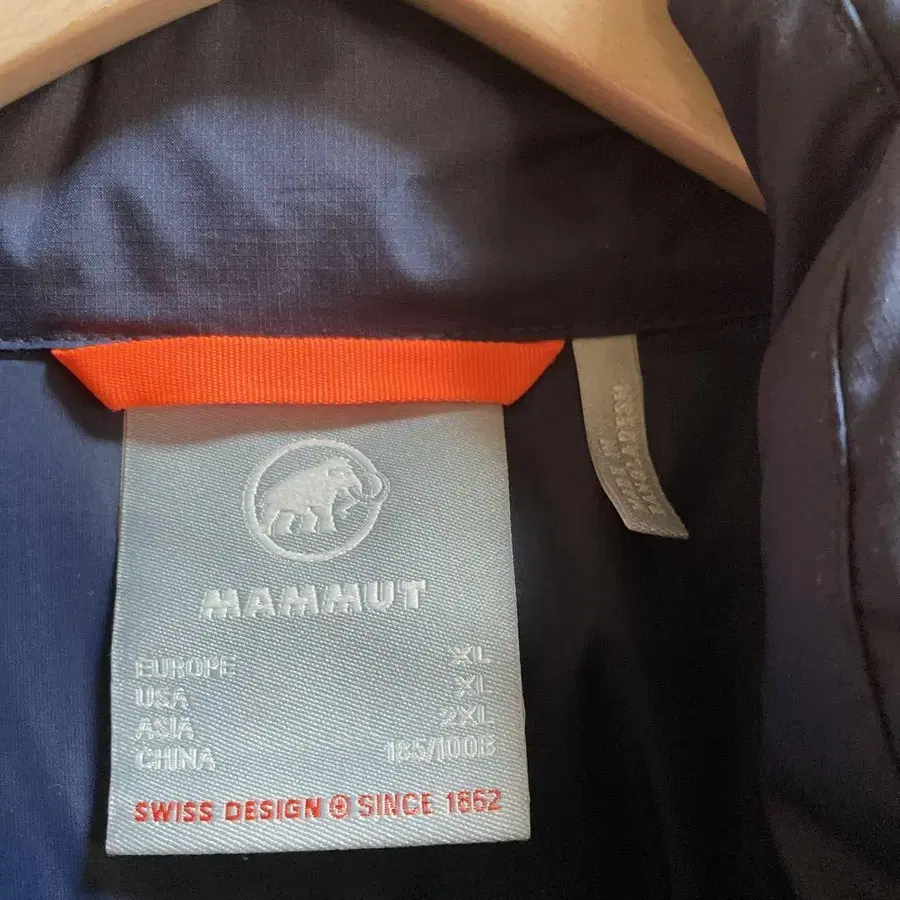 MAMMUT
EUROPE XL
USA XL
ASIA 2XL
CHINA 185/100B
SWISS DESIGN SINCE 1862
MADE IN
BANGLADESH